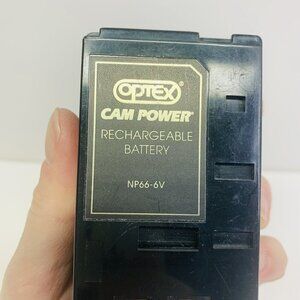 OPTEX
CAM POWER
RECHARGEABLE
BATTERY
NP66-6V